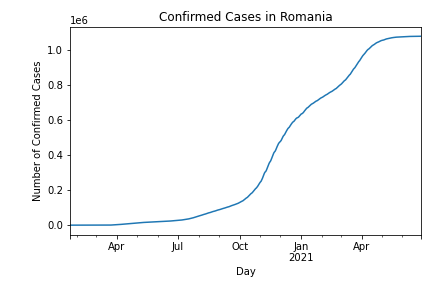 Confirmed Cases in Romania
1e6
1.0
0.8
0.6
0.4
0.2
0.0
Number of Confirmed Cases
Apr Jul Oct Jan Apr
2021
Day